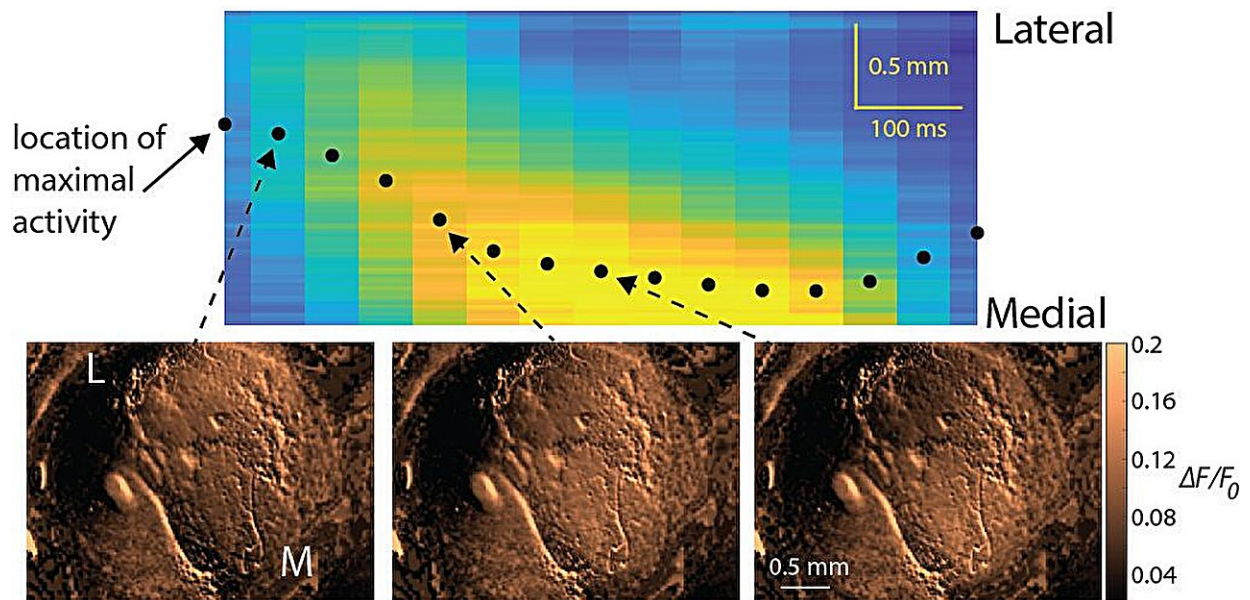 Lateral
0.5 mm
100 ms
location of
maximal
activity
Medial
L
M
0.5 mm
0.2
0.16
0.12
0.08
0.04
ΔF/F0